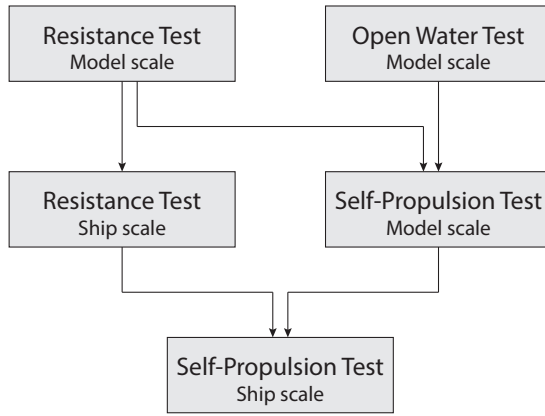 Resistance Test
Model scale
Open Water Test
Model scale
Resistance Test
Ship scale
Self-Propulsion Test
Model scale
Self-Propulsion Test
Ship scale